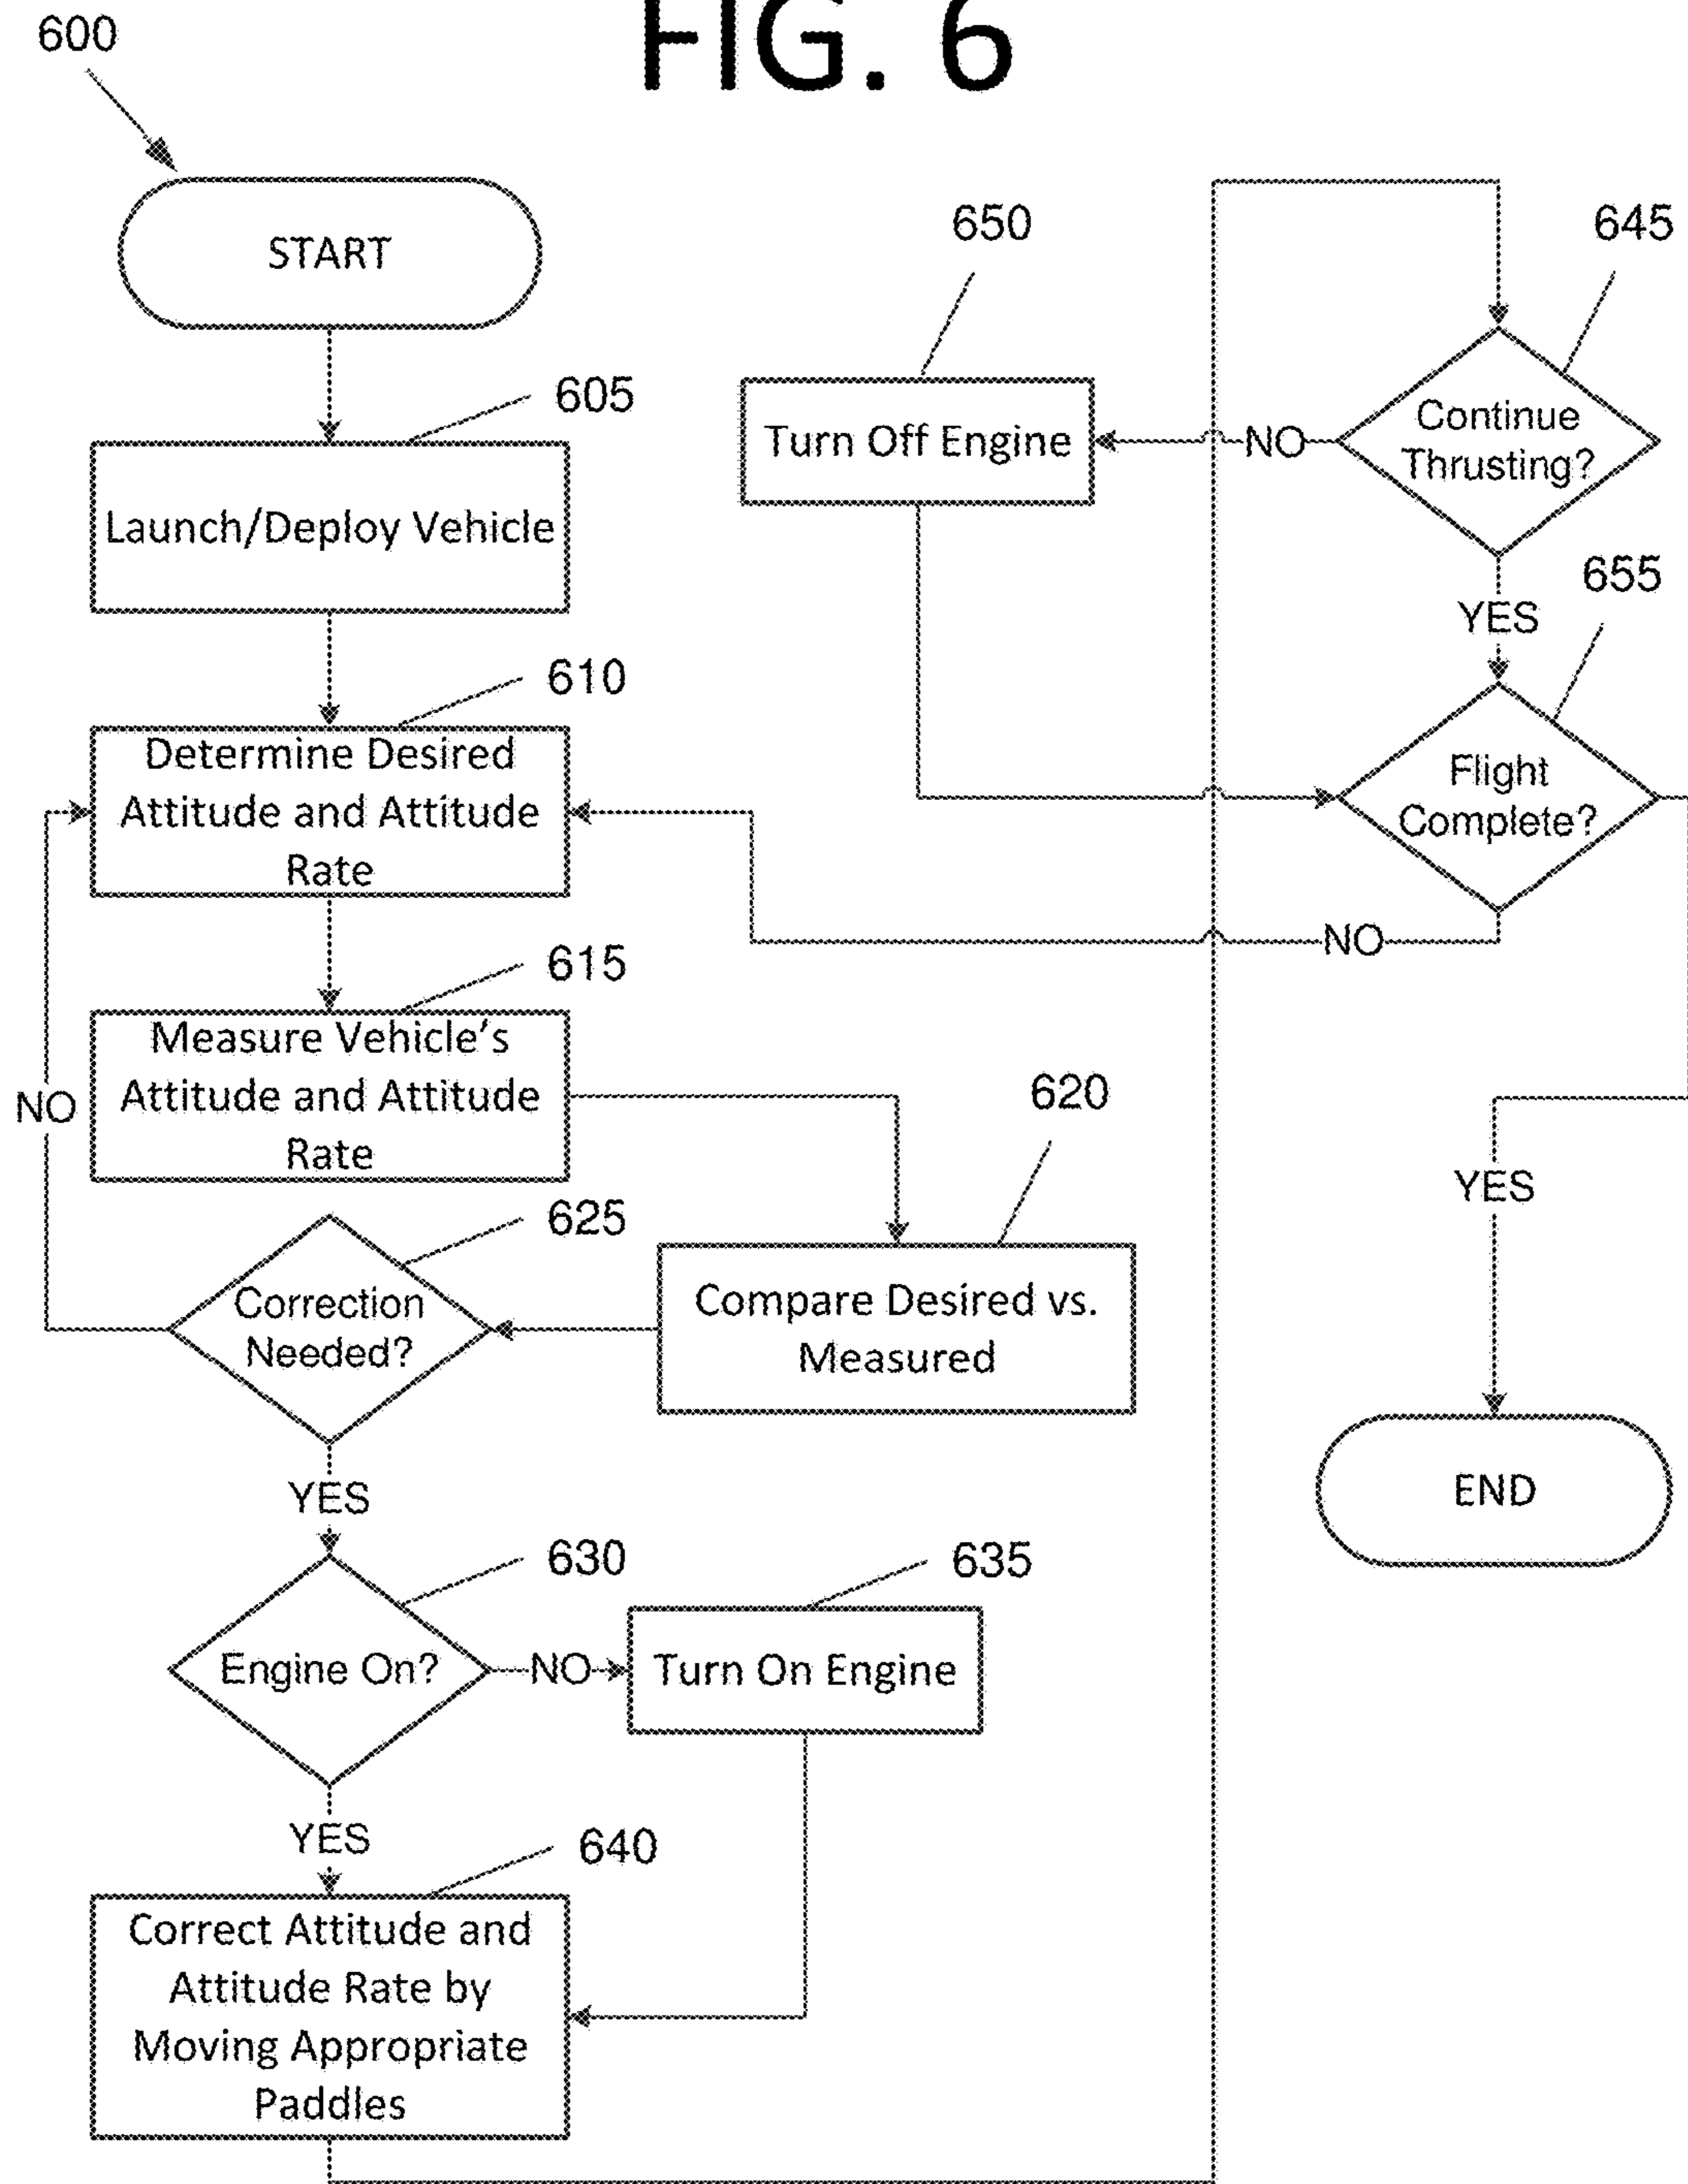 FIG. 6
600
START
605
Launch/Deploy Vehicle
610
Determine Desired
Attitude and Attitude
Rate
615
Measure Vehicle's
Attitude and Attitude
Rate
NO
620
Compare Desired vs.
Measured
625
Correction
Needed?
YES
630
Engine On?
NO
635
Turn On Engine
YES
640
Correct Attitude and
Attitude Rate by
Moving Appropriate
Paddles
645
Continue
Thrusting?
NO
650
Turn Off Engine
YES
655
Flight
Complete?
NO
YES
END